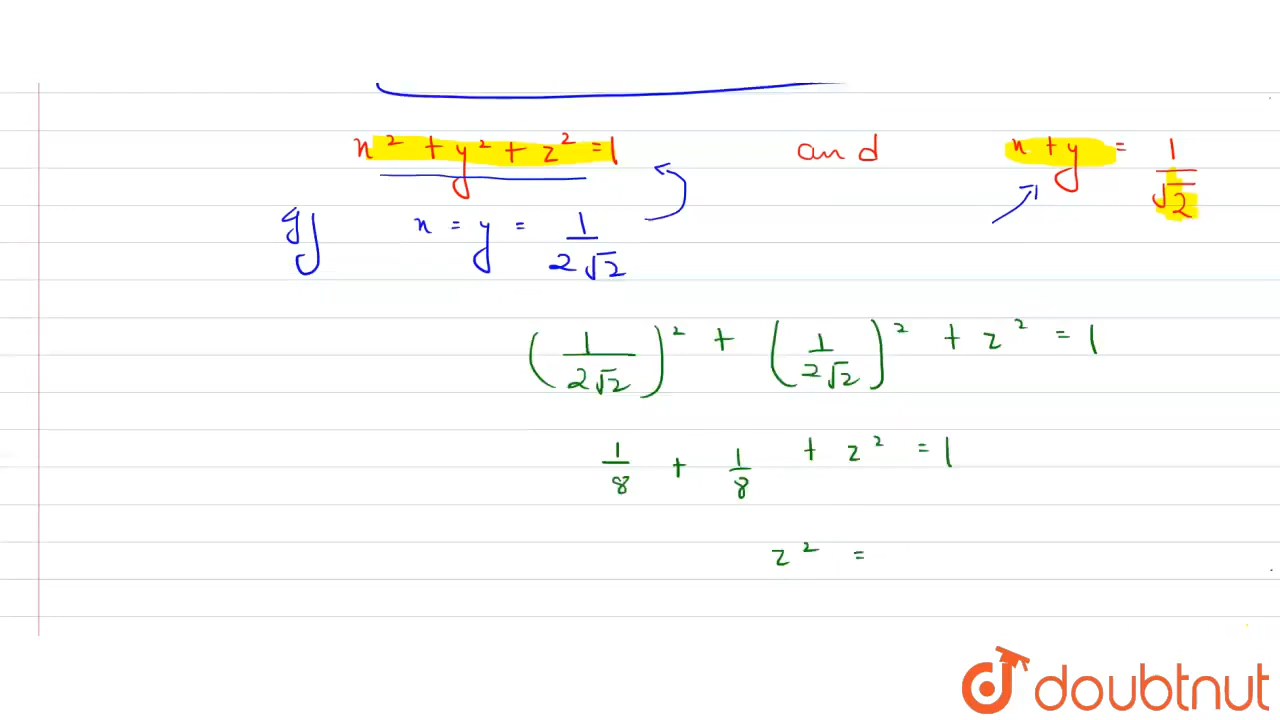 x² + y² + z² = 1 and x + y = 1/√2
gf x = y = 1/2√2
(1/2√2)² + (1/2√2)² + z² = 1
1/8 + 1/8 + z² = 1
z² =
doubtnut